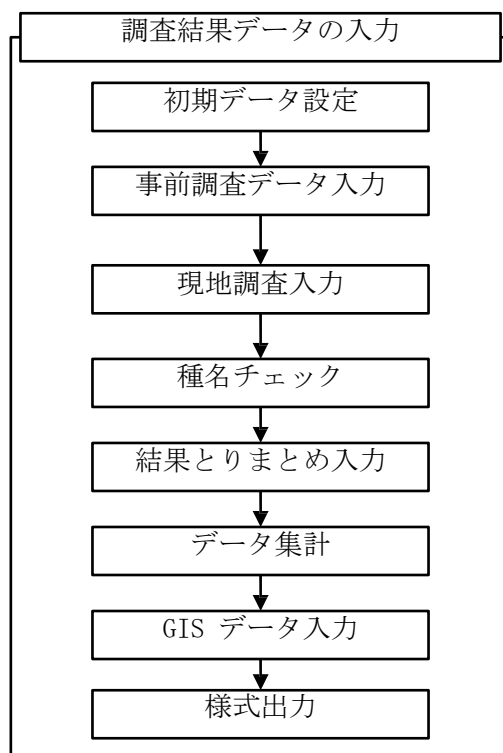 調査結果データの入力
初期データ設定
事前調査データ入力
現地調査入力
種名チェック
結果とりまとめ入力
データ集計
GIS データ入力
様式出力